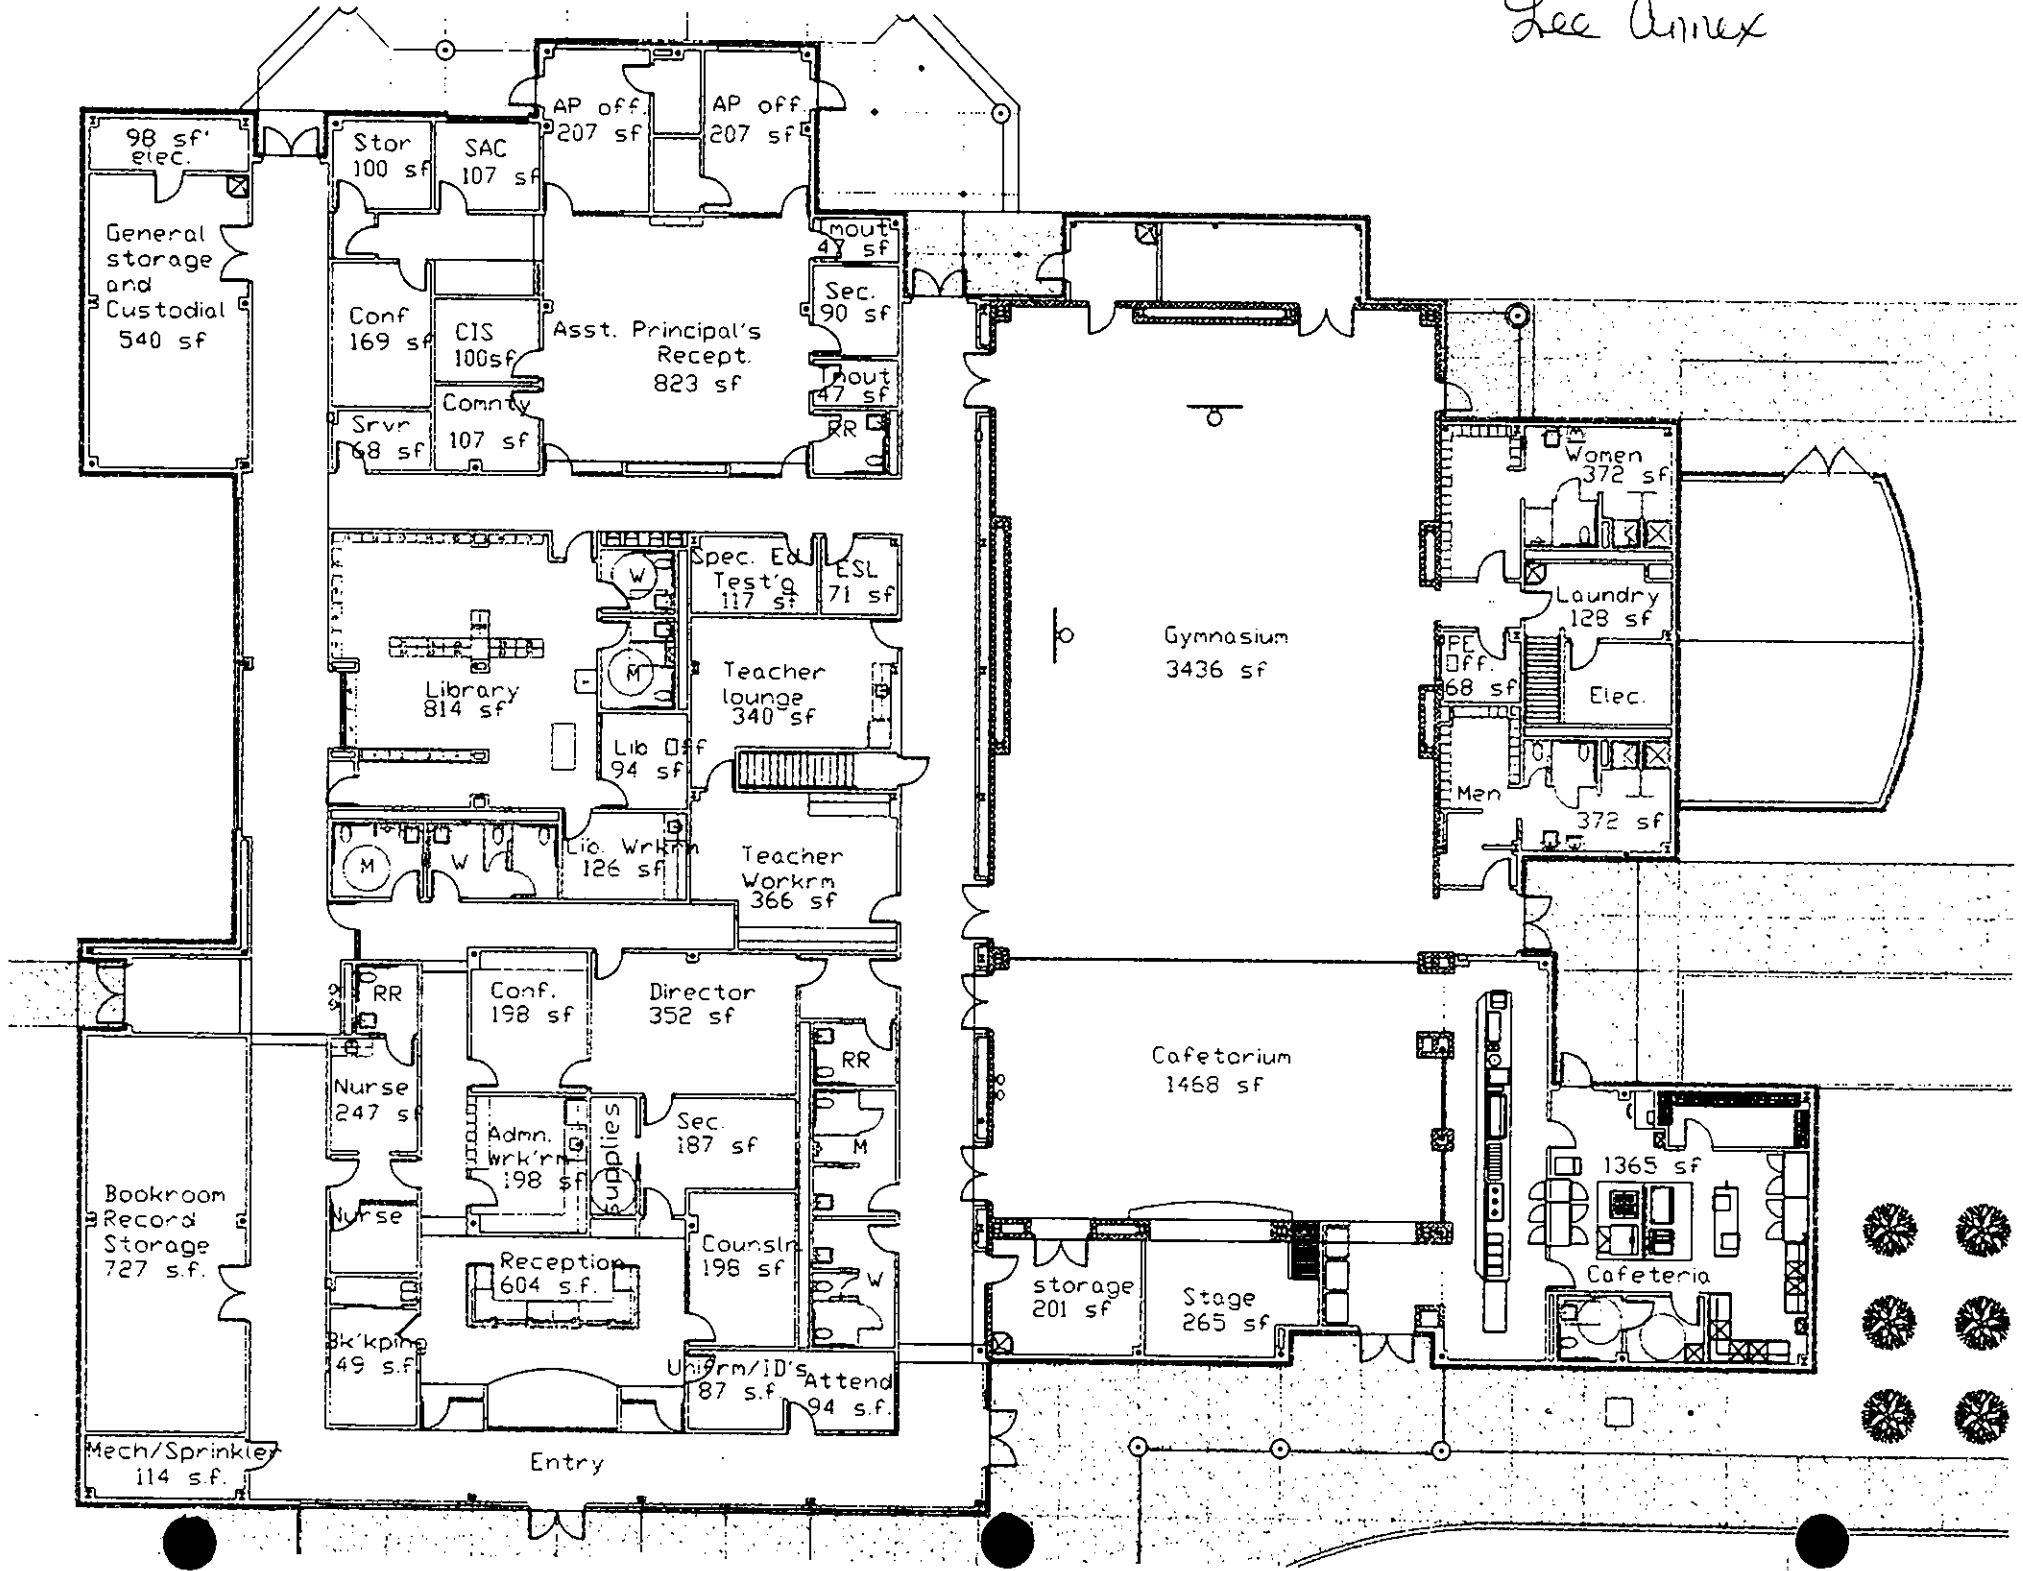 Lee Annex
98 sf'
elec.
Stor
100 sf
SAC
107 sf
AP off.
207 sf
AP off.
207 sf
General
storage
and
Custodial
540 sf
Conf
169 sf
CIS
100sf
Asst. Principal's
Recept.
823 sf
mout
sf
Sec.
90 sf
47 sf
RR
Srvr
68 sf
Comnty
107 sf
Women
372 sf
Library
814 sf
W
M
Spec. Ed
Test'g
117 sf
ESL
71 sf
Teacher
lounge
340 sf
Lib Off
94 sf
Gymnasium
3436 sf
Laundry
128 sf
PE
Off.
68 sf
Elec.
Men
372 sf
M
W
Lib. Wrkrm
126 sf
Teacher
Workrm
366 sf
RR
Conf.
198 sf
Director
352 sf
RR
Nurse
247 sf
Admn.
wrk'rm
198 sf
supplies
Sec.
187 sf
M
Cafetorium
1468 sf
1365 sf
Cafeteria
Bookroom
Record
Storage
727 s.f.
Nurse
Reception
604 s.f.
Counslr
198 sf
W
storage
201 sf
Stage
265 sf
Bk'kping
149 s.f.
Unifrm/ID's
87 s.f.
Attend
94 s.f.
Mech/Sprinkler
114 s.f.
Entry